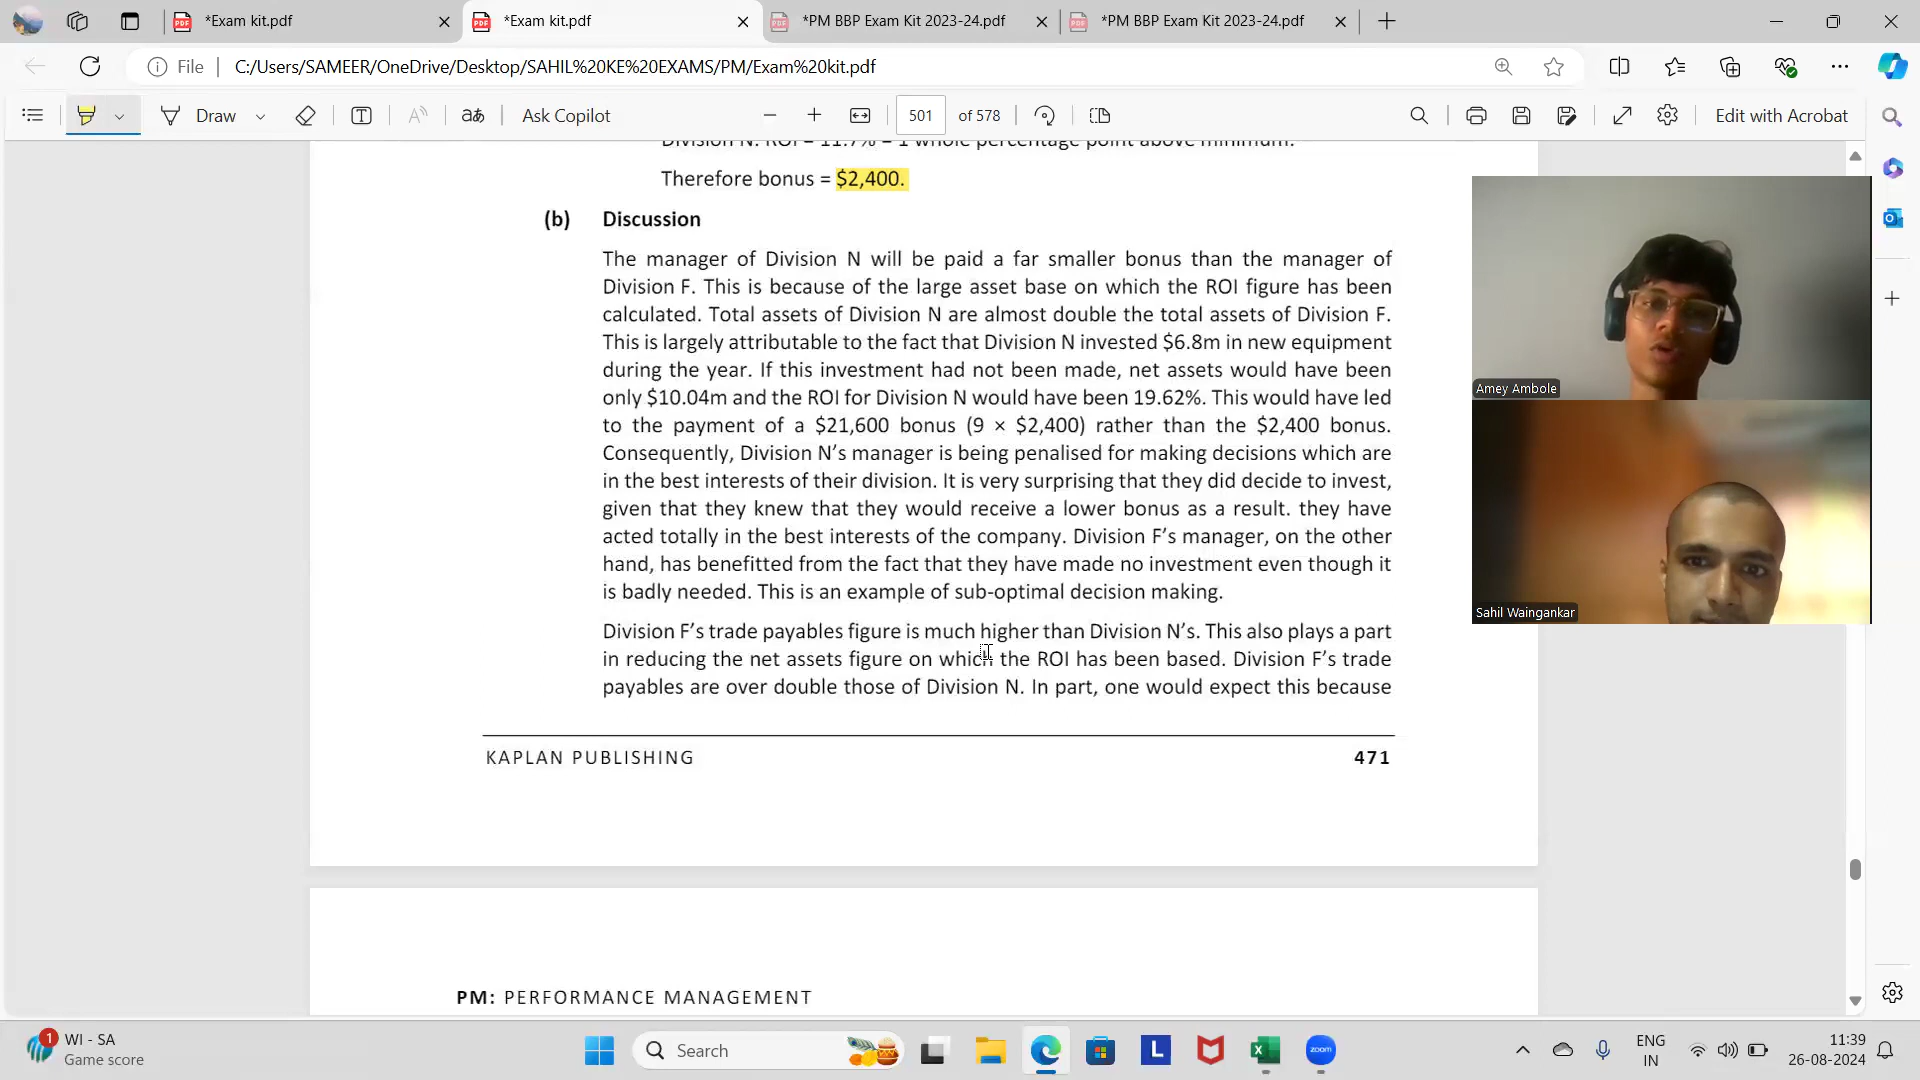 *Exam kit.pdf
*Exam kit.pdf
*PM BBP Exam Kit 2023-24.pdf
*PM BBP Exam Kit 2023-24.pdf
File
C:/Users/SAMEER/OneDrive/Desktop/SAHIL%20KE%20EXAMS/PM/Exam%20kit.pdf
Draw
aあ
Ask Copilot
501
of 578
Edit with Acrobat
Division N: ROI = 11.7% = 1 whole percentage point above minimum.
Therefore bonus = $2,400.
(b) Discussion
The manager of Division N will be paid a far smaller bonus than the manager of
Division F. This is because of the large asset base on which the ROI figure has been
calculated. Total assets of Division N are almost double the total assets of Division F.
This is largely attributable to the fact that Division N invested $6.8m in new equipment
during the year. If this investment had not been made, net assets would have been
only $10.04m and the ROI for Division N would have been 19.62%. This would have led
to the payment of a $21,600 bonus (9 × $2,400) rather than the $2,400 bonus.
Consequently, Division N's manager is being penalised for making decisions which are
in the best interests of their division. It is very surprising that they did decide to invest,
given that they knew that they would receive a lower bonus as a result. they have
acted totally in the best interests of the company. Division F's manager, on the other
hand, has benefitted from the fact that they have made no investment even though it
is badly needed. This is an example of sub-optimal decision making.
Division F's trade payables figure is much higher than Division N's. This also plays a part
in reducing the net assets figure on which the ROI has been based. Division F's trade
payables are over double those of Division N. In part, one would expect this because
KAPLAN PUBLISHING
471
PM: PERFORMANCE MANAGEMENT
Amey Ambole
Sahil Waingankar
1
WI - SA
Game score
Search
L
zoom
ENG
IN
11:39
26-08-2024